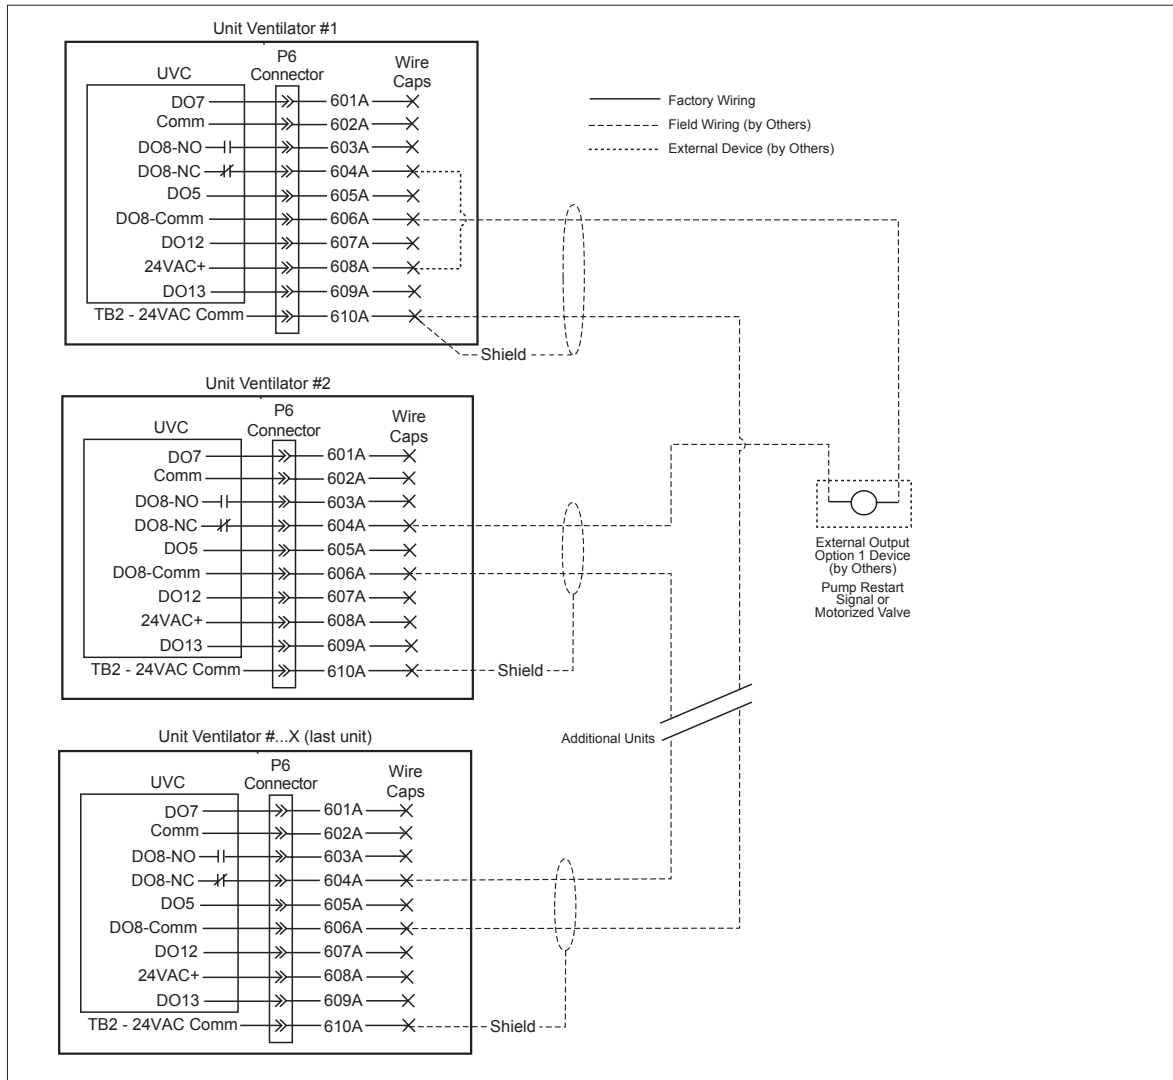 Unit Ventilator #1
P6
Connector
Wire
Caps
UVC
DO7
601A
Comm
602A
DO8-NO
603A
DO8-NC
604A
DO5
605A
DO8-Comm
606A
DO12
607A
24VAC+
608A
DO13
609A
TB2 - 24VAC Comm
610A
Shield
Factory Wiring
Field Wiring (by Others)
External Device (by Others)
Unit Ventilator #2
P6
Connector
Wire
Caps
UVC
DO7
601A
Comm
602A
DO8-NO
603A
DO8-NC
604A
DO5
605A
DO8-Comm
606A
DO12
607A
24VAC+
608A
DO13
609A
TB2 - 24VAC Comm
610A
Shield
External Output
Option 1 Device
(by Others)
Pump Restart
Signal or
Motorized Valve
Additional Units
Unit Ventilator #...X (last unit)
P6
Connector
Wire
Caps
UVC
DO7
601A
Comm
602A
DO8-NO
603A
DO8-NC
604A
DO5
605A
DO8-Comm
606A
DO12
607A
24VAC+
608A
DO13
609A
TB2 - 24VAC Comm
610A
Shield